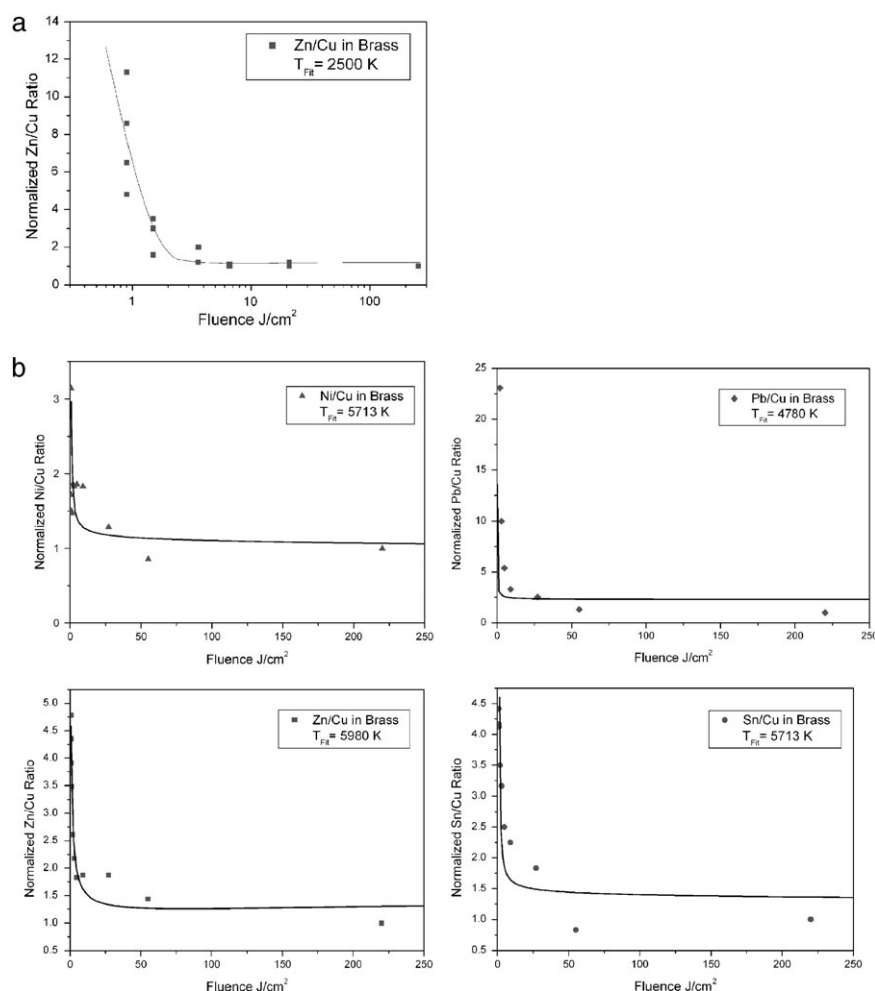 a
14
12
10
8
6
4
2
0
Normalized Zn/Cu Ratio
Zn/Cu in Brass
TFit= 2500 K
1 10 100
Fluence J/cm²
b
3
2
1
0
Normalized Ni/Cu Ratio
Ni/Cu in Brass
TFit= 5713 K
0 50 100 150 200 250
Fluence J/cm²
25
20
15
10
5
0
Normalized Pb/Cu Ratio
Pb/Cu in Brass
TFit= 4780 K
0 50 100 150 200 250
Fluence J/cm²
5.0
4.5
4.0
3.5
3.0
2.5
2.0
1.5
1.0
0.5
Normalized Zn/Cu Ratio
Zn/Cu in Brass
TFit= 5980 K
0 50 100 150 200 250
Fluence J/cm²
4.5
4.0
3.5
3.0
2.5
2.0
1.5
1.0
0.5
Normalized Sn/Cu Ratio
Sn/Cu in Brass
TFit= 5713 K
0 50 100 150 200 250
Fluence J/cm²